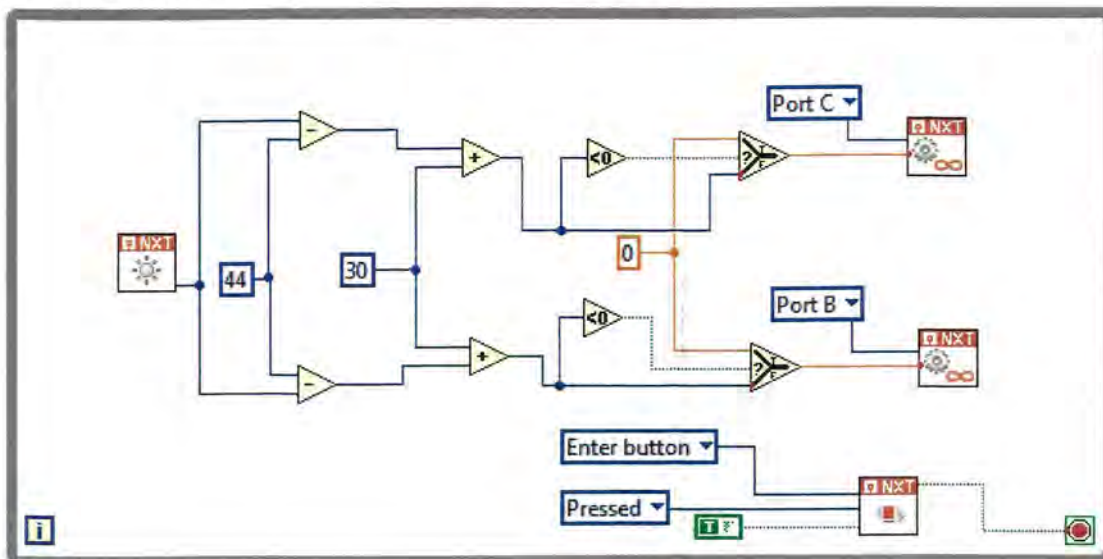 Port C
NXT
-
+
<0
?
T
F
NXT
44
30
0
Port B
<0
NXT
-
+
?
T
F
Enter button
NXT
Pressed
T
i